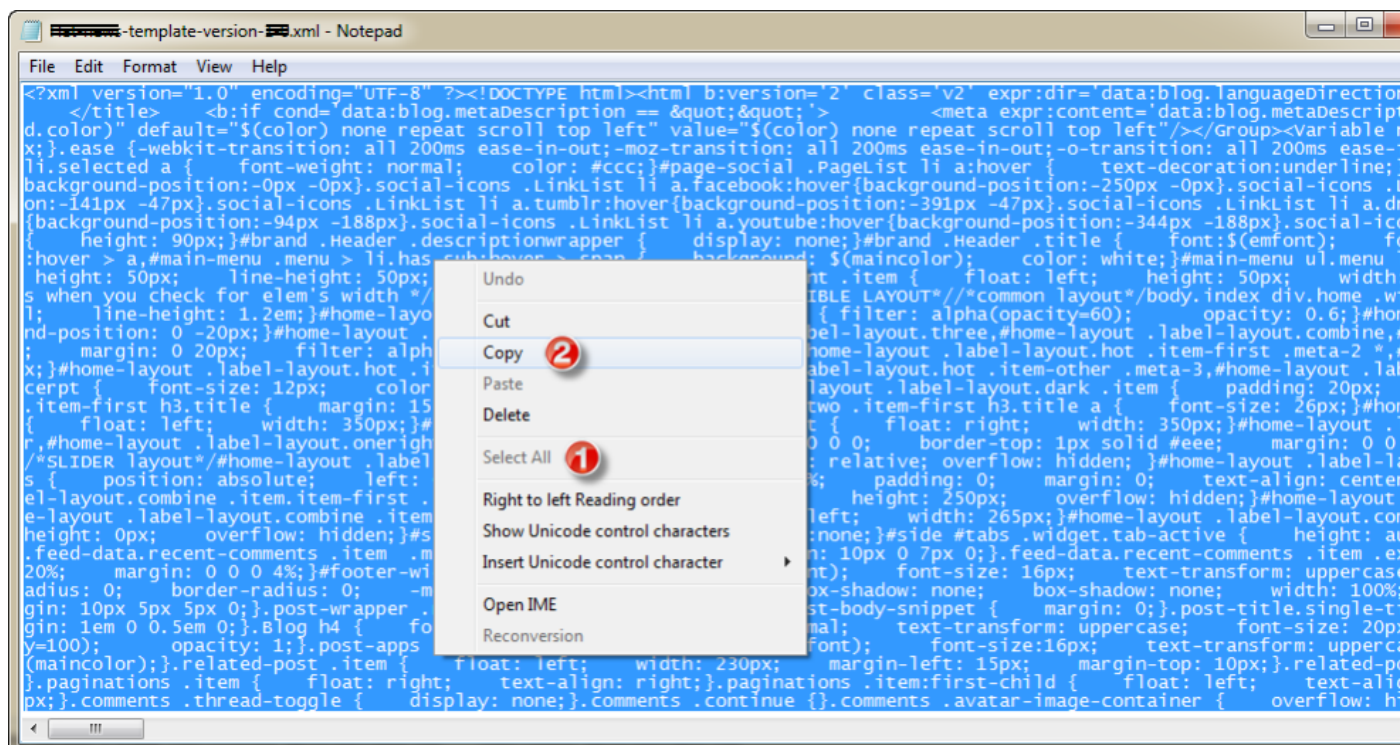 -template-version- .xml - Notepad
File Edit Format View Help
<?xml version="1.0" encoding="UTF-8" ?><!DOCTYPE html><html b:version='2' class='v2' expr:dir='data:blog.languageDirection
</title> <b:if cond='data:blog.metaDescription == &quot;&quot;'> <meta expr:content='data:blog.metaDescrip
d.color)" default="$(color) none repeat scroll top left" value="$(color) none repeat scroll top left"/></Group><Variable
x;}.ease {-webkit-transition: all 200ms ease-in-out;-moz-transition: all 200ms ease-in-out;-o-transition: all 200ms ease-
li.selected a { font-weight: normal; color: #ccc;}#page-social .PageList li a:hover { text-decoration:underline;
background-position:-0px -0px}.social-icons .LinkList li a.facebook:hover{background-position:-250px -0px}.social-icons .
on:-141px -47px}.social-icons .LinkList li a.tumblr:hover{background-position:-391px -47px}.social-icons .LinkList li a.d
{background-position:-94px -188px}.social-icons .LinkList li a.youtube:hover{background-position:-344px -188px}.social-ic
{ height: 90px;}#brand .Header .descriptionwrapper { display: none;}#brand .Header .title { font:$(emfont); f
:hover > a,#main-menu .menu > li.has-sub:hover > span { background: $(maincolor); color: white;}#main-menu ul.menu
height: 50px; line-height: 50px; nt .item { float: left; height: 50px; width
s when you check for elem's width */ IBLE LAYOUT*//*common layout*/body.index div.home .w
l; line-height: 1.2em;}#home-layo { filter: alpha(opacity=60); opacity: 0.6;}#hom
nd-position: 0 -20px;}#home-layout . bel-layout.three,#home-layout .label-layout.combine,
; margin: 0 20px; filter: alph home-layout .label-layout.hot .item-first .meta-2 *,
x;}#home-layout .label-layout.hot .i abel-layout.hot .item-other .meta-3,#home-layout .lab
cerpt { font-size: 12px; color layout .label-layout.dark .item { padding: 20px;
.item-first h3.title { margin: 15 two .item-first h3.title a { font-size: 26px;}#hom
{ float: left; width: 350px;}# t { float: right; width: 350px;}#home-layout .
r,#home-layout .label-layout.onerigh 0 0 0; border-top: 1px solid #eee; margin: 0 0
/*SLIDER layout*/#home-layout .label : relative; overflow: hidden; }#home-layout .label-la
s { position: absolute; left: %; padding: 0; margin: 0; text-align: center
el-layout.combine .item.item-first . height: 250px; overflow: hidden;}#home-layout
e-layout .label-layout.combine .item left; width: 265px;}#home-layout .label-layout.com
height: 0px; overflow: hidden;}#s :none;}#side #tabs .widget.tab-active { height: au
.feed-data.recent-comments .item .m n: 10px 0 7px 0;}.feed-data.recent-comments .item .e
20%; margin: 0 0 0 4%;}#footer-wi nt); font-size: 16px; text-transform: uppercase
adius: 0; border-radius: 0; -m ox-shadow: none; box-shadow: none; width: 100%;
gin: 10px 5px 5px 0;}.post-wrapper . st-body-snippet { margin: 0;}.post-title.single-t
gin: 1em 0 0.5em 0;}.Blog h4 { fo mal; text-transform: uppercase; font-size: 20p
y=100); opacity: 1;}.post-apps font); font-size:16px; text-transform: upperca
(maincolor);}.related-post .item { float: left; width: 230px; margin-left: 15px; margin-top: 10px;}.related-po
}.paginations .item { float: right; text-align: right;}.paginations .item:first-child { float: left; text-alig
px;}.comments .thread-toggle { display: none;}.comments .continue {}.comments .avatar-image-container { overflow: h
Undo
Cut
Copy 2
Paste
Delete
Select All 1
Right to left Reading order
Show Unicode control characters
Insert Unicode control character
Open IME
Reconversion